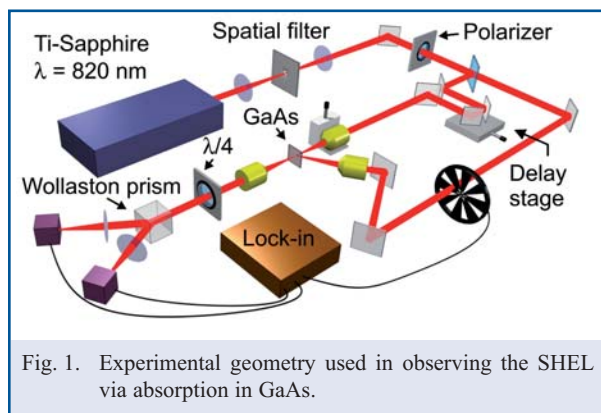 Ti-Sapphire
λ = 820 nm
Spatial filter
Polarizer
GaAs
λ/4
Wollaston prism
Delay
stage
Lock-in
Fig. 1. Experimental geometry used in observing the SHEL
via absorption in GaAs.